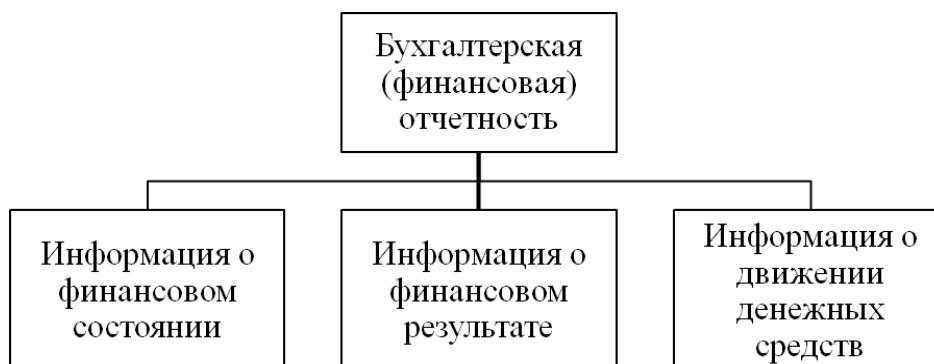 Бухгалтерская
(финансовая)
отчетность
Информация о
финансовом
состоянии
Информация о
финансовом
результате
Информация о
движении
денежных
средств